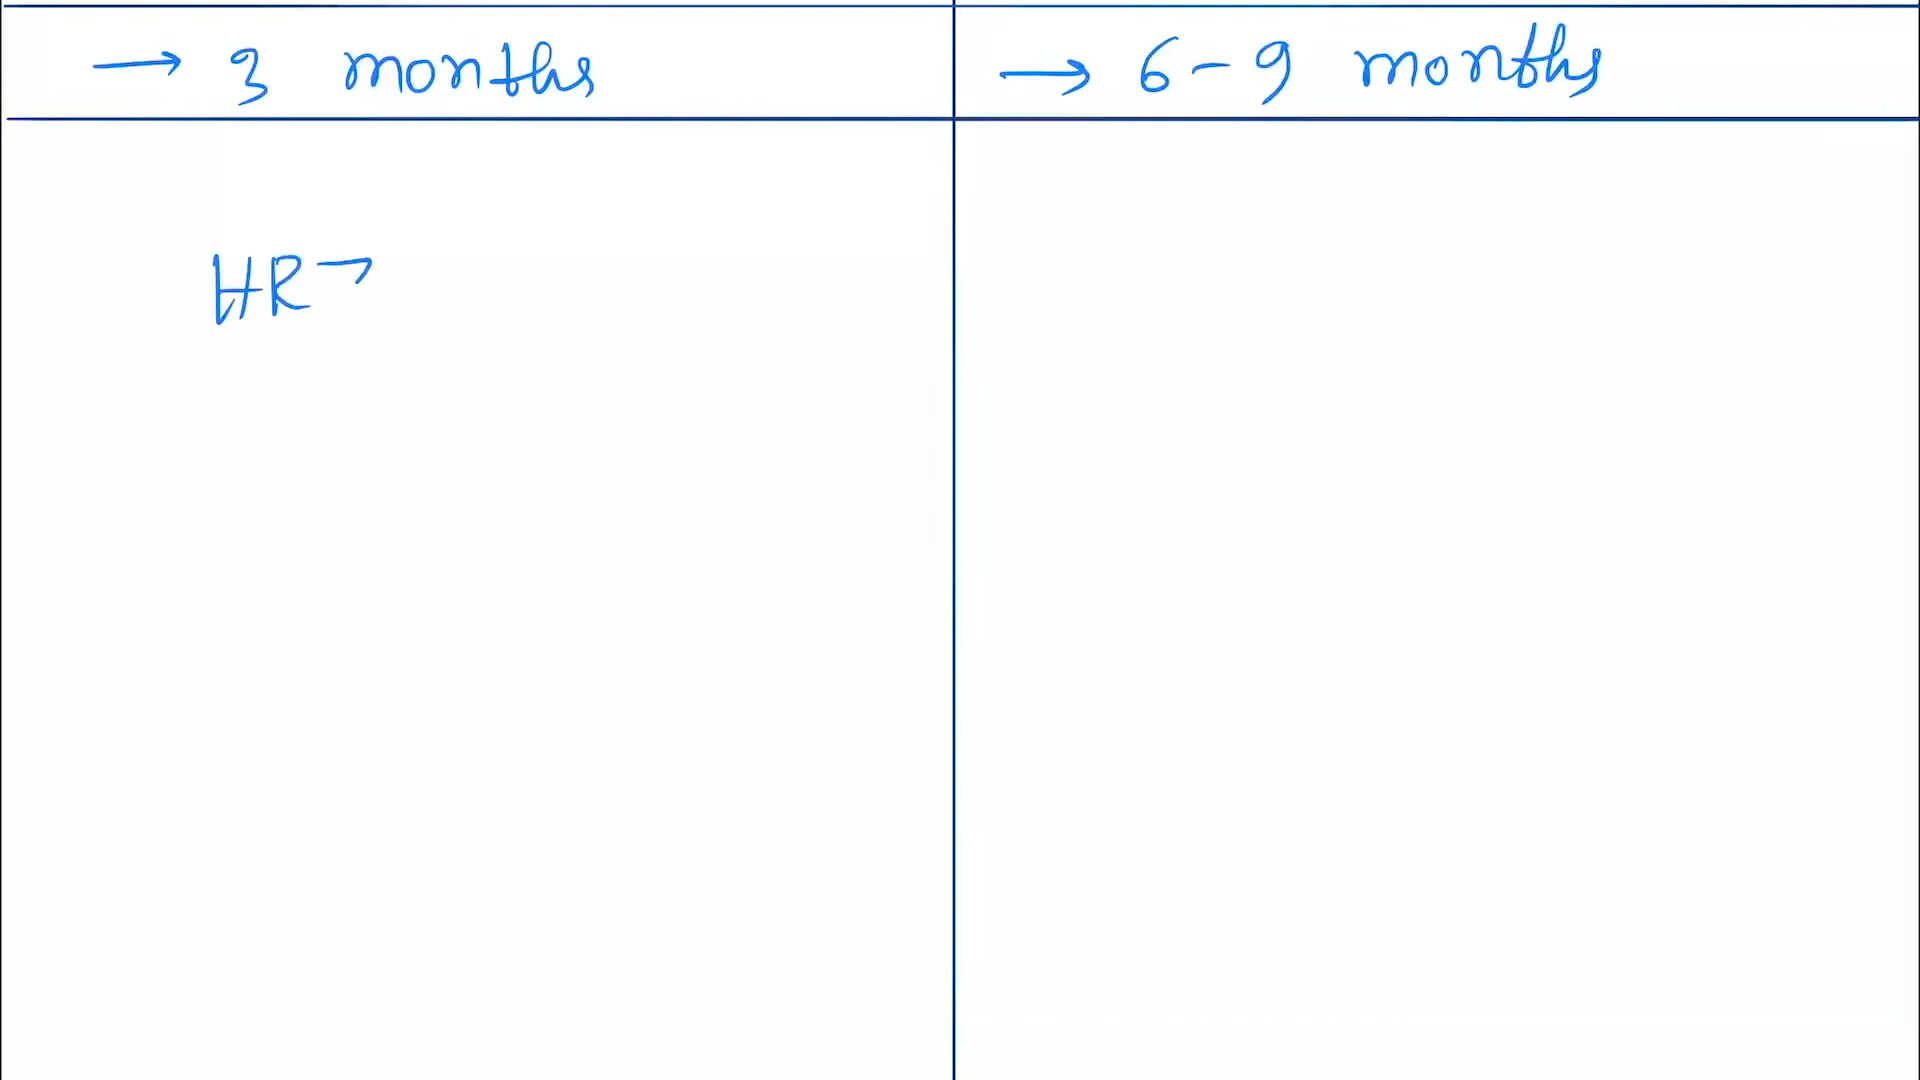 → 3 months
→ 6-9 months
HR →